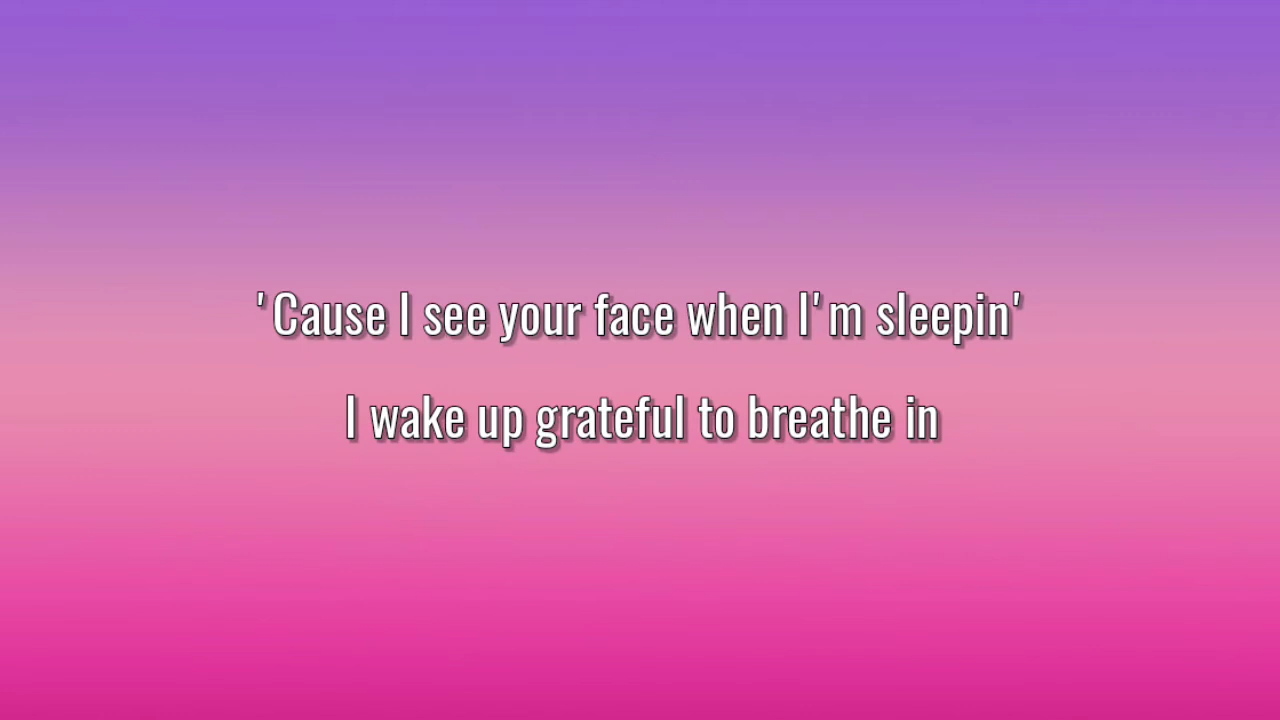 'Cause I see your face when I'm sleepin'
I wake up grateful to breathe in